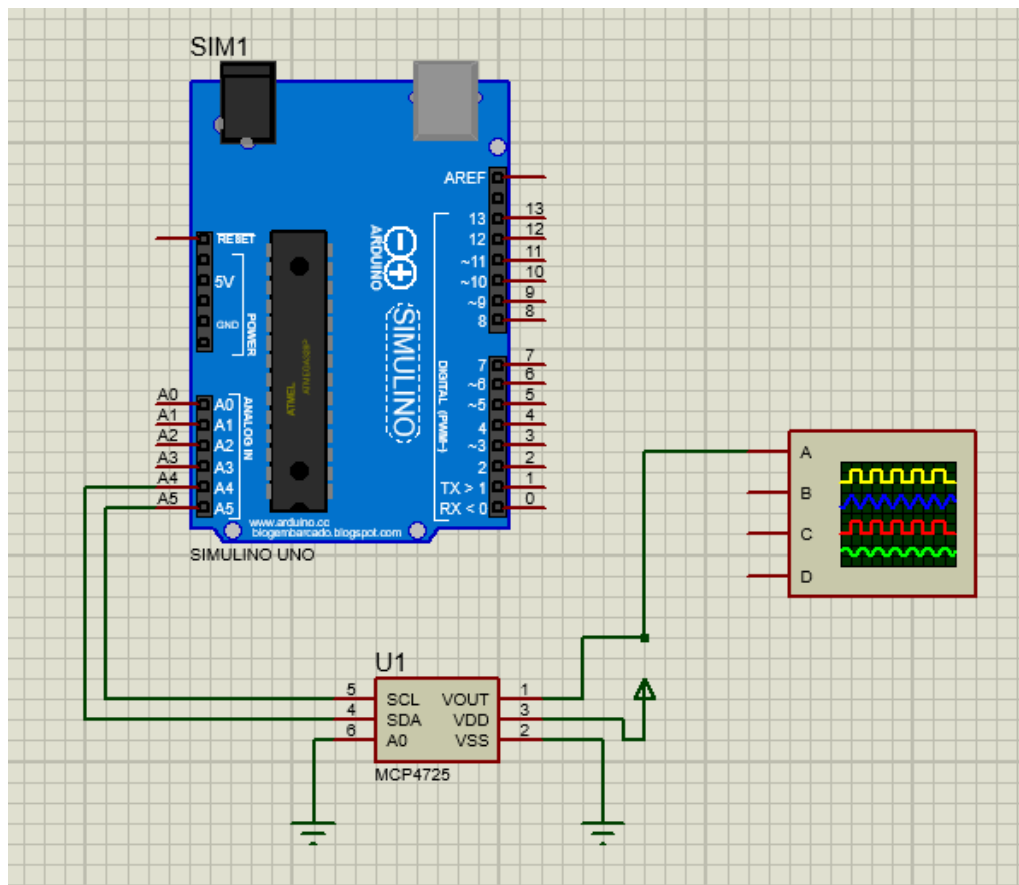 SIM1
AREF
13 13
12 12
~11 11
~10 10
~9 9
8 8
RESET
5V
GND
POWER
ARDUINO
SIMULINO
ATMEL
ATMEGA328P
DIGITAL (PWM~)
7 7
~6 6
~5 5
4 4
~3 3
2 2
TX > 1 1
RX < 0 0
ANALOG IN
A0 A0
A1 A1
A2 A2
A3 A3
A4 A4
A5 A5
www.arduino.cc
blogembarcado.blogspot.com
SIMULINO UNO
A
B
C
D
U1
5 SCL VOUT 1
4 SDA VDD 3
6 A0 VSS 2
MCP4725